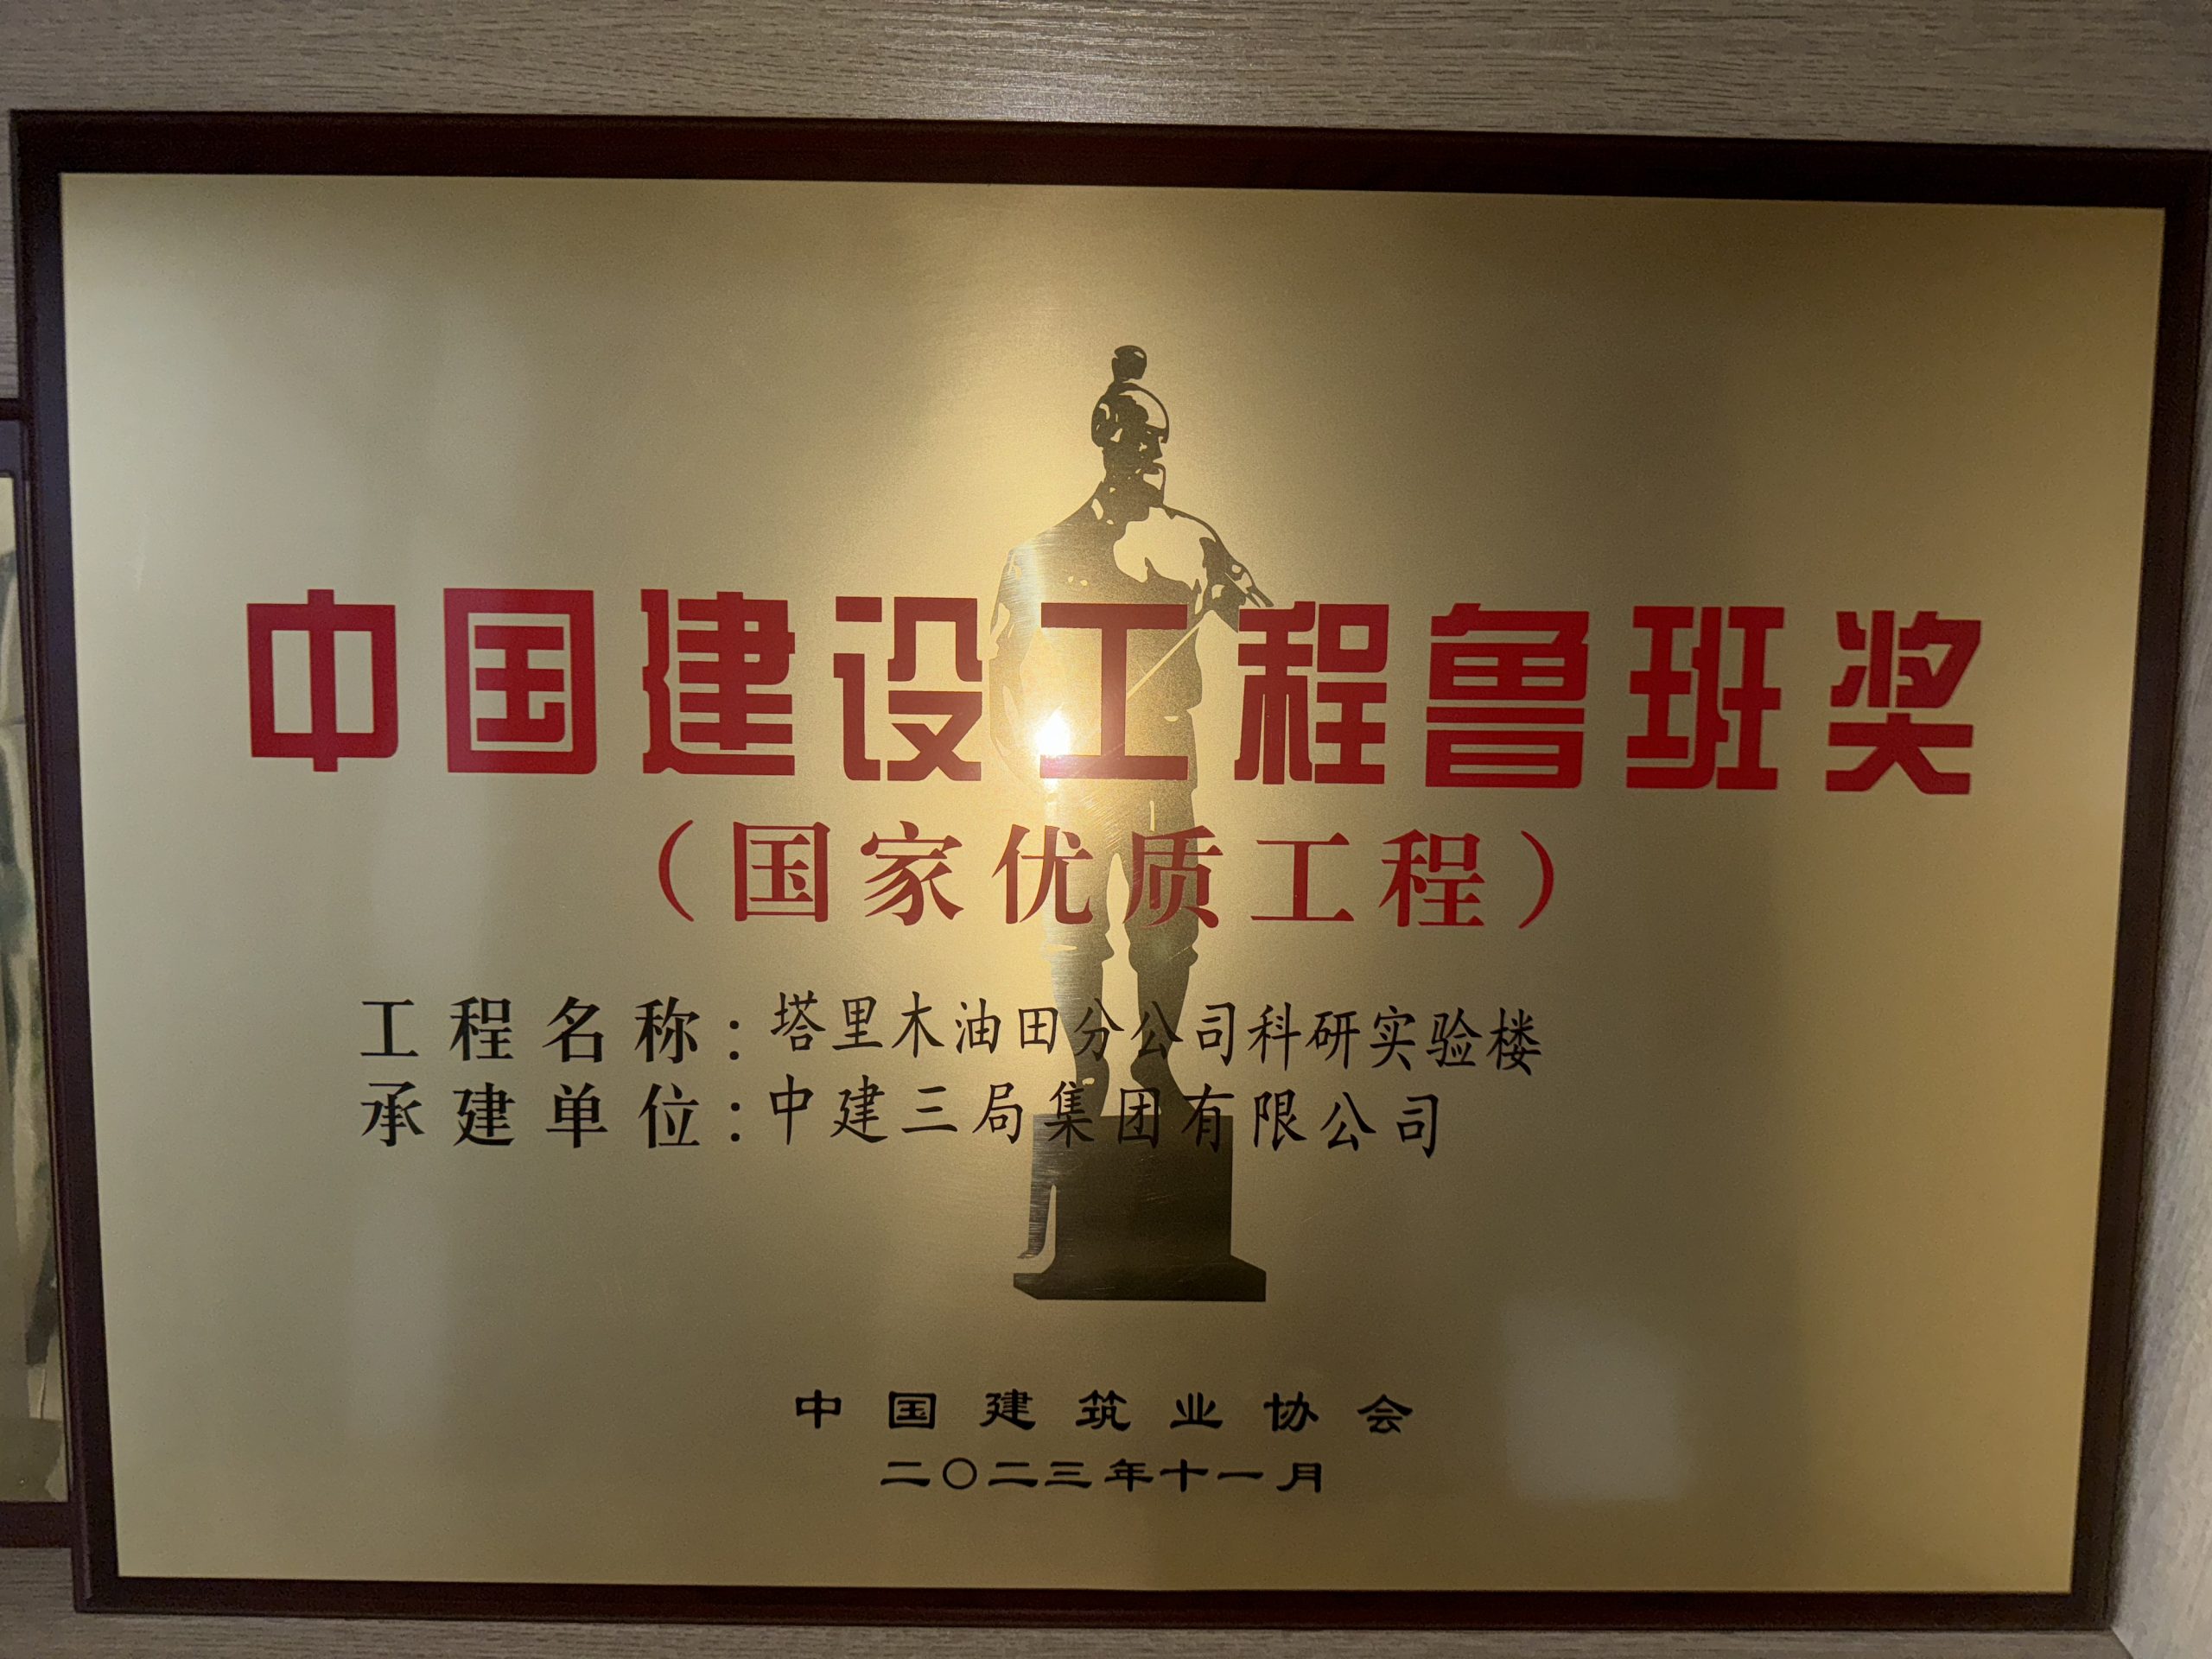 中国建设工程鲁班奖
（国家优质工程）
工程名称：塔里木油田分公司科研实验楼
承建单位：中建三局集团有限公司
中国建筑业协会
二〇二三年十一月